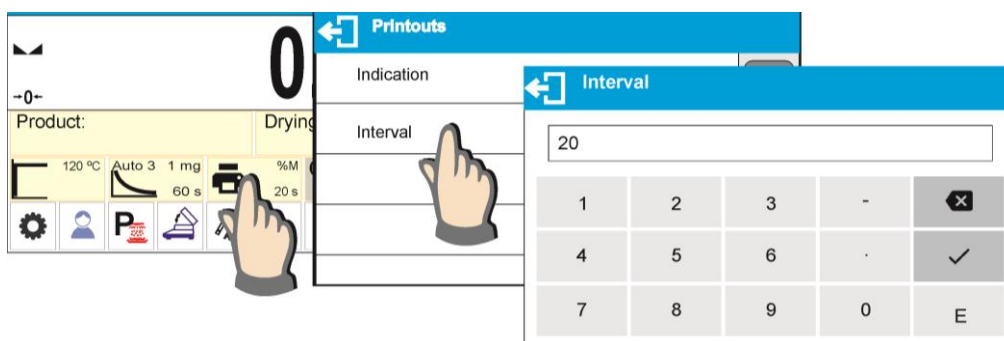 0
→0←
Product:
Drying
120 ºC
Auto 3 1 mg
60 s
%M
20 s
P
Printouts
Indication
Interval
Interval
20
1 2 3 -
4 5 6 .
7 8 9 0 E